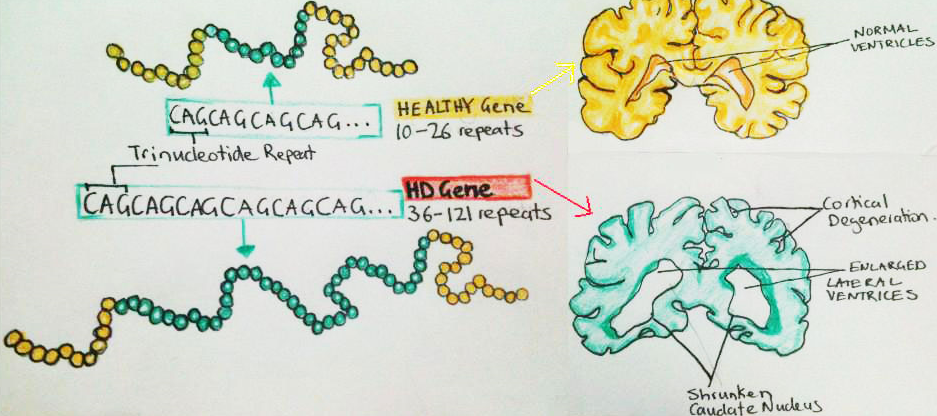 CAGCAGCAGCAG...
HEALTHY Gene
10-26 repeats
Trinucleotide Repeat
CAGCAGCAGCAGCAGCAG...
HD Gene
36-121 repeats
NORMAL
VENTRICLES
Cortical
Degeneration.
ENLARGED
LATERAL
VENTRICES
Shrunken
Caudate Nucleus